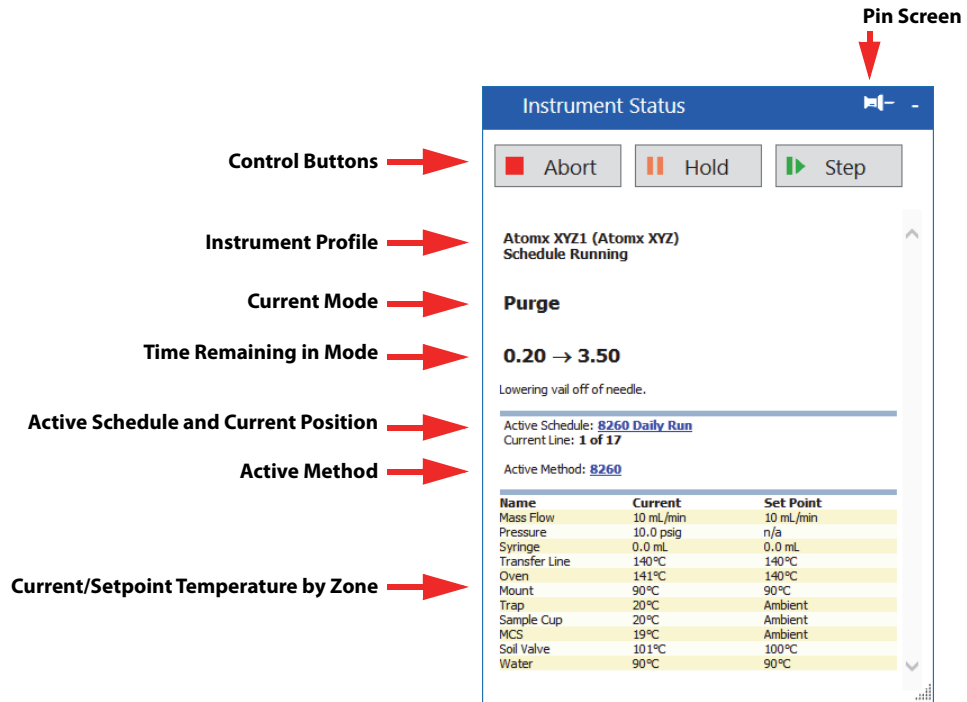 Pin Screen
Instrument Status -
Control Buttons
Abort Hold Step
Instrument Profile
Atomx XYZ1 (Atomx XYZ)
Schedule Running
Current Mode
Purge
Time Remaining in Mode
0.20 → 3.50
Lowering vail off of needle.
Active Schedule and Current Position
Active Schedule: 8260 Daily Run
Current Line: 1 of 17
Active Method
Active Method: 8260
Name Current Set Point
Mass Flow 10 mL/min 10 mL/min
Pressure 10.0 psig n/a
Syringe 0.0 mL 0.0 mL
Transfer Line 140°C 140°C
Current/Setpoint Temperature by Zone
Oven 141°C 140°C
Mount 90°C 90°C
Trap 20°C Ambient
Sample Cup 20°C Ambient
MCS 19°C Ambient
Soil Valve 101°C 100°C
Water 90°C 90°C